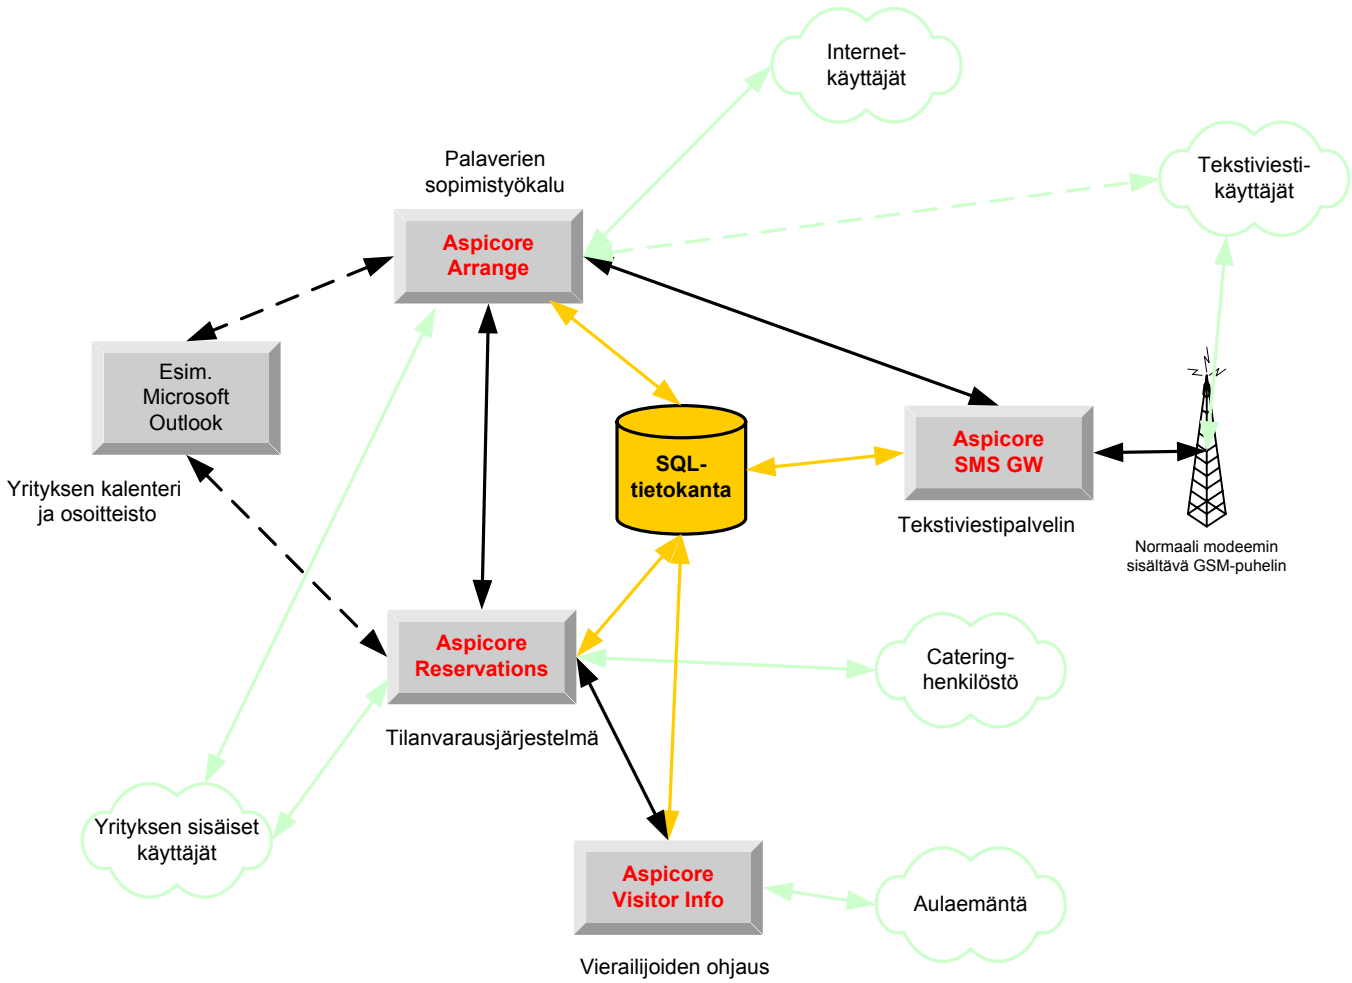 Internet-
käyttäjät
Palaverien
sopimistyökalu
Tekstiviesti-
käyttäjät
Aspicore
Arrange
Esim.
Microsoft
Outlook
Yrityksen kalenteri
ja osoitteisto
SQL-
tietokanta
Aspicore
SMS GW
Tekstiviestipalvelin
Normaali modeemin
sisältävä GSM-puhelin
Aspicore
Reservations
Tilanvarausjärjestelmä
Catering-
henkilöstö
Yrityksen sisäiset
käyttäjät
Aspicore
Visitor Info
Vierailijoiden ohjaus
Aulaemäntä